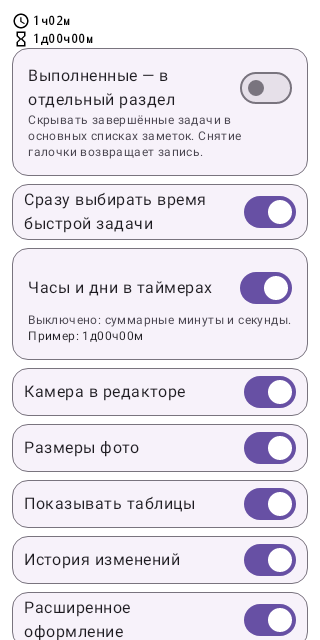 1ч02м
1д00ч00м
Выполненные — в
отдельный раздел
Скрывать завершённые задачи в
основных списках заметок. Снятие
галочки возвращает запись.
Сразу выбирать время
быстрой задачи
Часы и дни в таймерах
Выключено: суммарные минуты и секунды.
Пример: 1д00ч00м
Камера в редакторе
Размеры фото
Показывать таблицы
История изменений
Расширенное
оформление